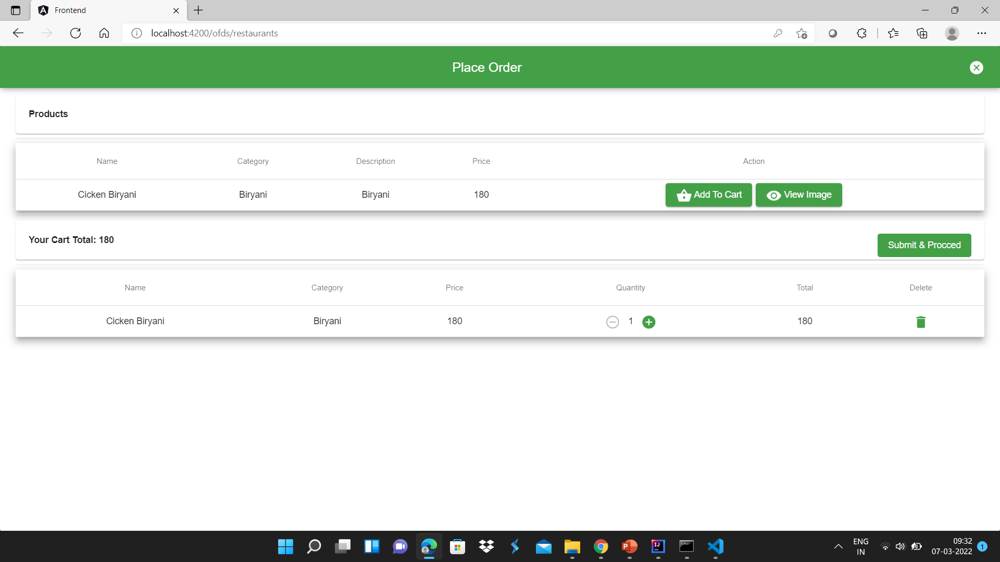 Frontend
localhost:4200/ofds/restaurants
Place Order
Products
Name Category Description Price Action
Cicken Biryani Biryani Biryani 180 Add To Cart View Image
Your Cart Total: 180
Submit & Procced
Name Category Price Quantity Total Delete
Cicken Biryani Biryani 180 1 180
ENG 09:32
IN 07-03-2022 1